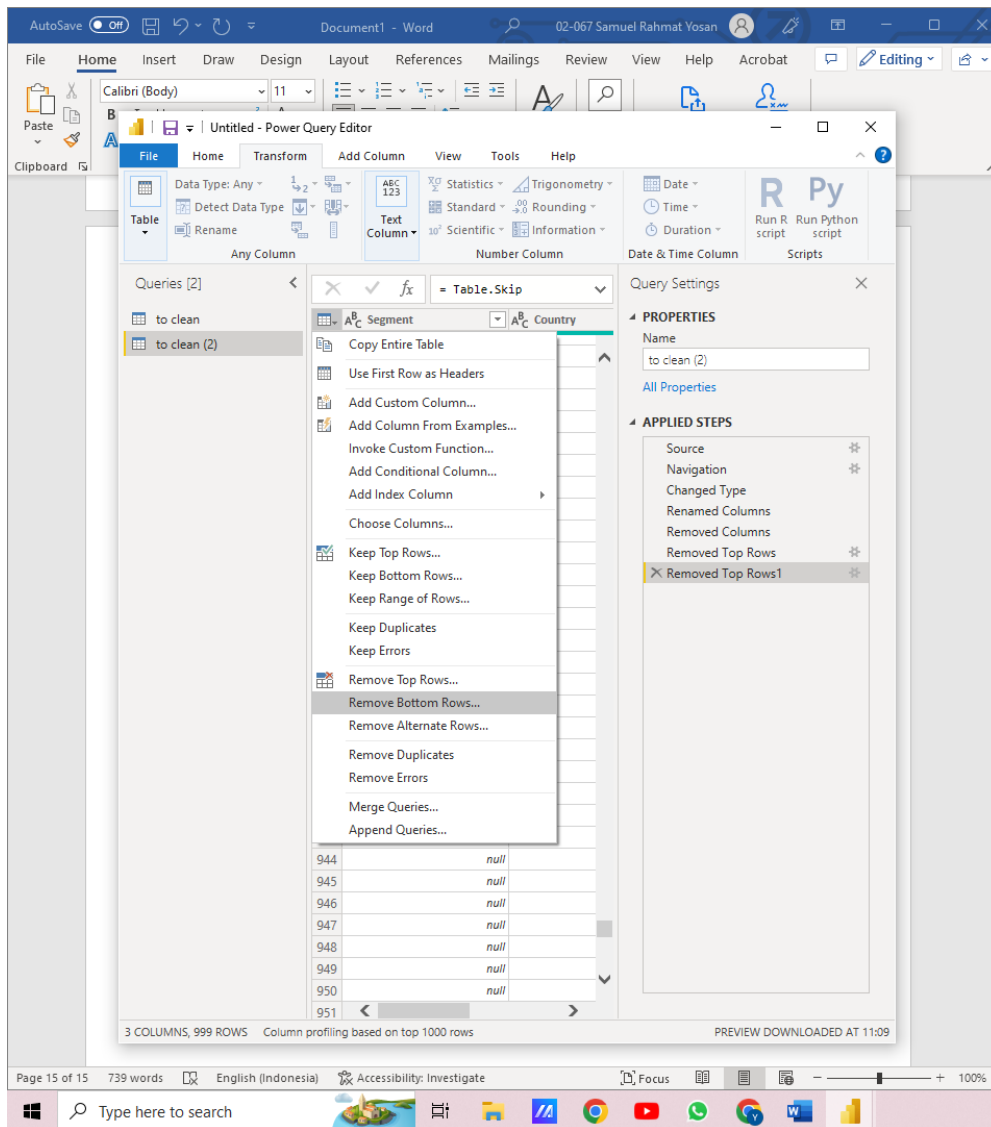 AutoSave Off Document1 - Word 02-067 Samuel Rahmat Yosan
File Home Insert Draw Design Layout References Mailings Review View Help Acrobat Editing
Paste
Clipboard
Calibri (Body) 11
B
Untitled - Power Query Editor
File Home Transform Add Column View Tools Help
Table
Data Type: Any
Detect Data Type
Rename
Any Column
ABC
123
Text
Column
Statistics Trigonometry
Standard Rounding
Scientific Information
Number Column
Date
Time
Duration
Date & Time Column
R Py
Run R Run Python
script script
Scripts
Queries [2]
to clean
to clean (2)
fx = Table.Skip
ABC Segment ABC Country
Copy Entire Table
Use First Row as Headers
Add Custom Column...
Add Column From Examples...
Invoke Custom Function...
Add Conditional Column...
Add Index Column
Choose Columns...
Keep Top Rows...
Keep Bottom Rows...
Keep Range of Rows...
Keep Duplicates
Keep Errors
Remove Top Rows...
Remove Bottom Rows...
Remove Alternate Rows...
Remove Duplicates
Remove Errors
Merge Queries...
Append Queries...
944 null
945 null
946 null
947 null
948 null
949 null
950 null
951
Query Settings
PROPERTIES
Name
to clean (2)
All Properties
APPLIED STEPS
Source
Navigation
Changed Type
Renamed Columns
Removed Columns
Removed Top Rows
Removed Top Rows1
3 COLUMNS, 999 ROWS Column profiling based on top 1000 rows PREVIEW DOWNLOADED AT 11:09
Page 15 of 15 739 words English (Indonesia) Accessibility: Investigate Focus 100%
Type here to search